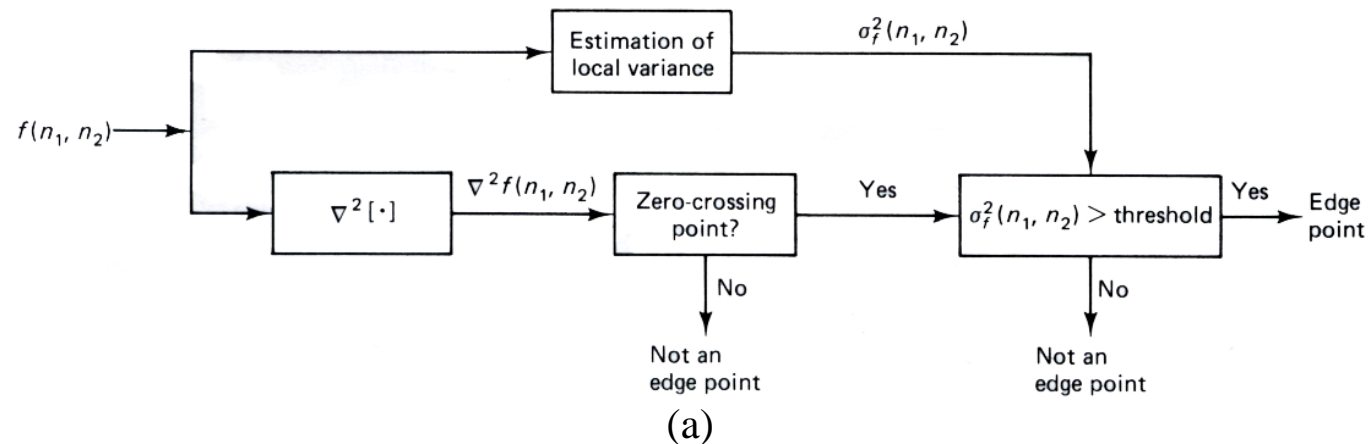 Estimation of
local variance
σ_f^2(n_1, n_2)
f(n_1, n_2)
∇^2 [·]
∇^2 f(n_1, n_2)
Zero-crossing
point?
Yes
σ_f^2(n_1, n_2) > threshold
Yes
Edge
point
No
No
Not an
edge point
Not an
edge point
(a)